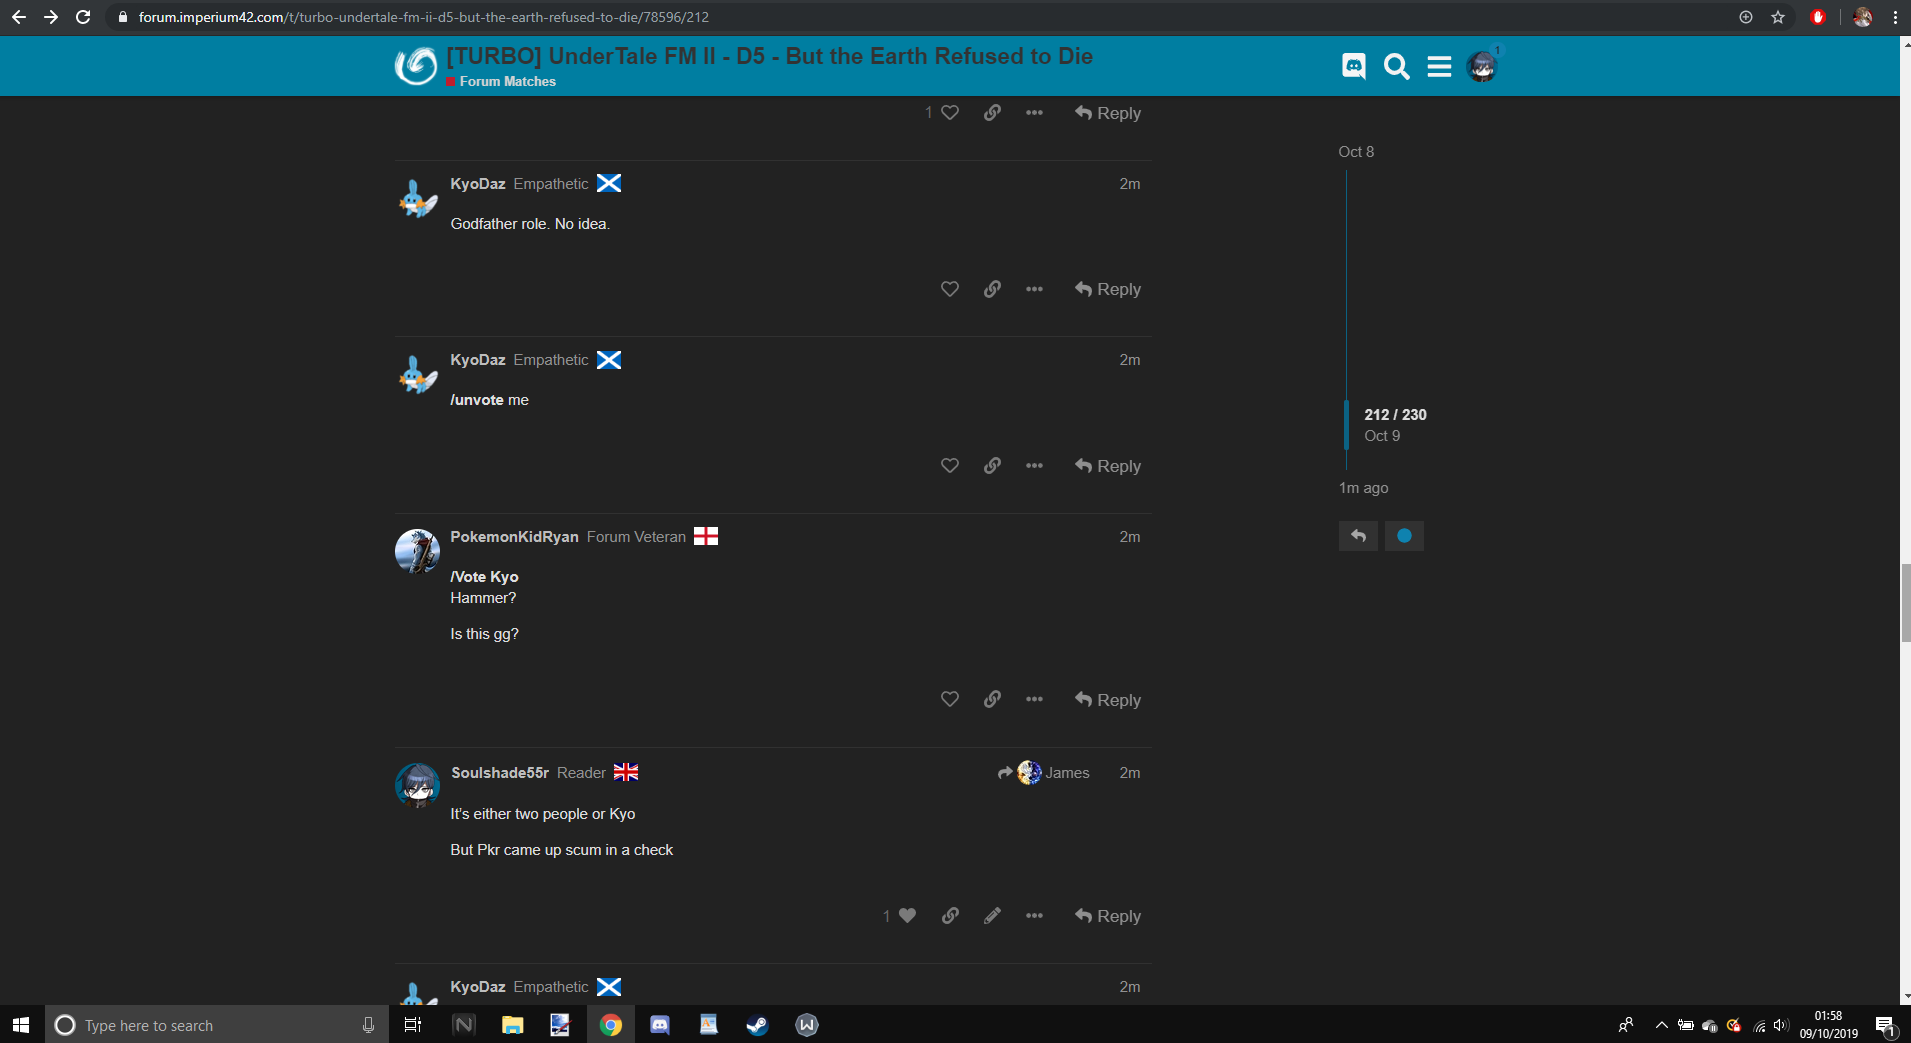 forum.imperium42.com/t/turbo-undertale-fm-ii-d5-but-the-earth-refused-to-die/78596/212
[TURBO] UnderTale FM II - D5 - But the Earth Refused to Die
Forum Matches
1
1
Reply
Oct 8
KyoDaz Empathetic
2m
Godfather role. No idea.
Reply
KyoDaz Empathetic
2m
/unvote me
212 / 230
Oct 9
Reply
1m ago
PokemonKidRyan Forum Veteran
2m
/Vote Kyo
Hammer?
Is this gg?
Reply
Soulshade55r Reader
James 2m
It's either two people or Kyo
But Pkr came up scum in a check
1
Reply
KyoDaz Empathetic
2m
Type here to search
01:58
09/10/2019
1